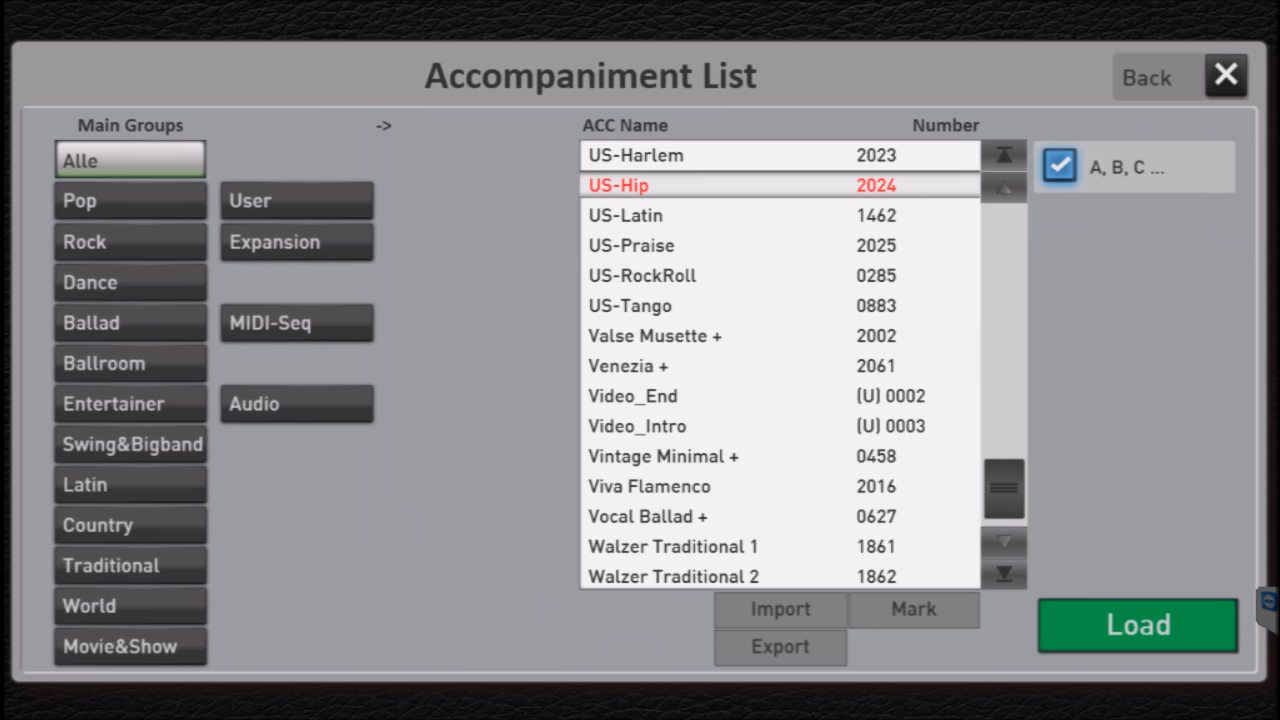 Accompaniment List
Back
Main Groups
->
ACC Name
Number
Alle
Pop
Rock
Dance
Ballad
Ballroom
Entertainer
Swing&Bigband
Latin
Country
Traditional
World
Movie&Show
User
Expansion
MIDI-Seq
Audio
US-Harlem 2023
US-Hip 2024
US-Latin 1462
US-Praise 2025
US-RockRoll 0285
US-Tango 0883
Valse Musette + 2002
Venezia + 2061
Video_End (U) 0002
Video_Intro (U) 0003
Vintage Minimal + 0458
Viva Flamenco 2016
Vocal Ballad + 0627
Walzer Traditional 1 1861
Walzer Traditional 2 1862
A, B, C ...
Import
Mark
Export
Load